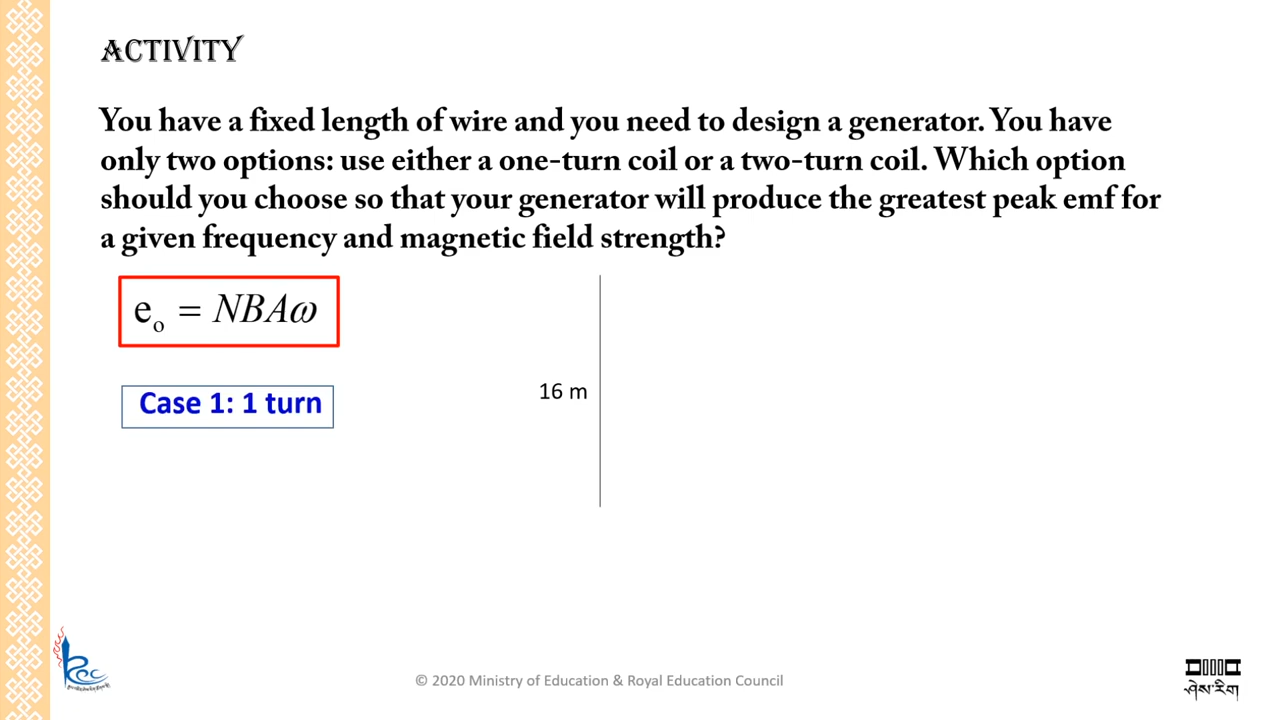 ACTIVITY
You have a fixed length of wire and you need to design a generator. You have
only two options: use either a one-turn coil or a two-turn coil. Which option
should you choose so that your generator will produce the greatest peak emf for
a given frequency and magnetic field strength?
e₀ = NBAω
Case 1: 1 turn
16 m
© 2020 Ministry of Education & Royal Education Council
ཤེས་རིག